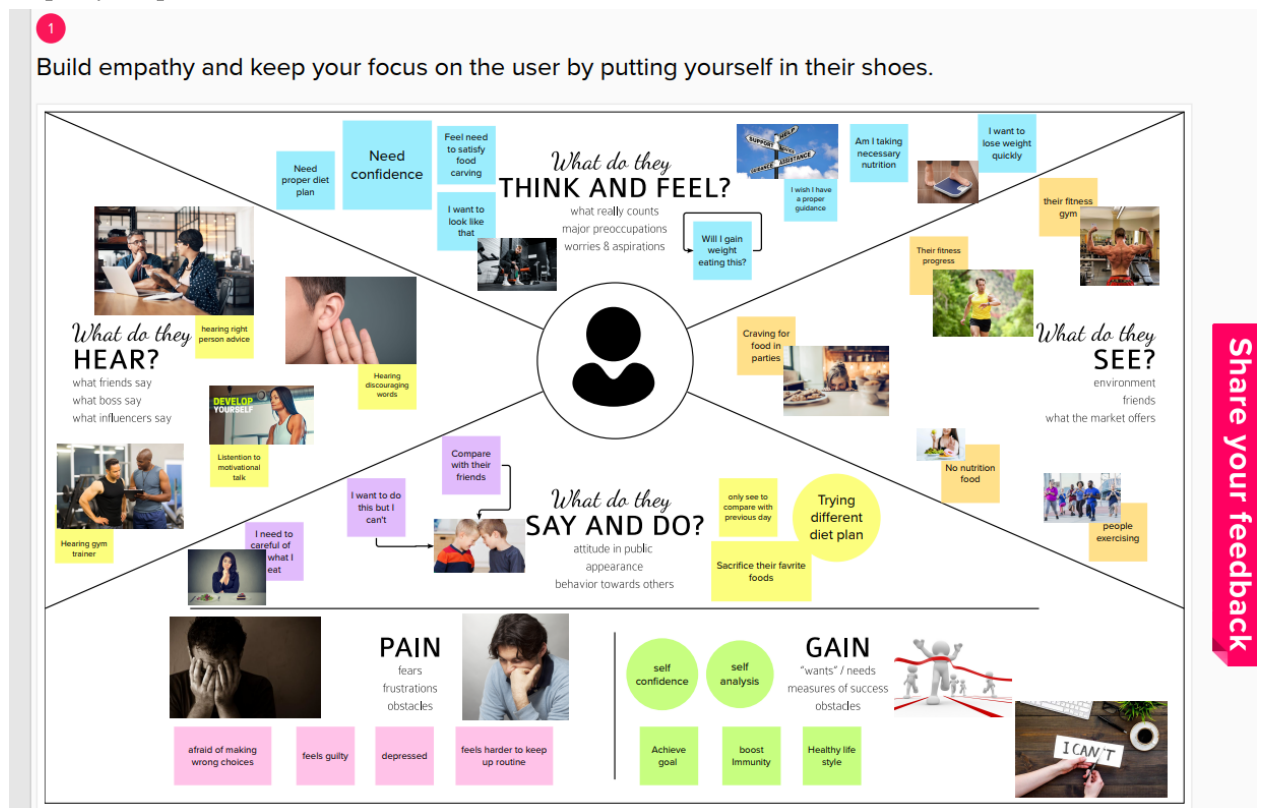 1
Build empathy and keep your focus on the user by putting yourself in their shoes.
Need
proper diet
plan
Need
confidence
Feel need
to satisfy
food
carving
I want to
look like
that
What do they
THINK AND FEEL?
what really counts
major preoccupations
worries & aspirations
Will I gain
weight
eating this?
HELP
SUPPORT
ASSISTANCE
GUIDANCE
I wish I have
a proper
guidance
Am I taking
necessary
nutrition
I want to
lose weight
quickly
What do they
HEAR?
what friends say
what boss say
what influencers say
hearing right
person advice
Hearing
discouraging
words
DEVELOP
YOURSELF
Listention to
motivational
talk
Hearing gym
trainer
their fitness
gym
Their fitness
progress
Craving for
food in
parties
What do they
SEE?
environment
friends
what the market offers
No nutrition
food
people
exercising
Compare
with their
friends
I want to do
this but I
can't
I need to
careful of
what I
eat
What do they
SAY AND DO?
attitude in public
appearance
behavior towards others
only see to
compare with
previous day
Trying
different
diet plan
Sacrifice their favrite
foods
PAIN
fears
frustrations
obstacles
afraid of making
wrong choices
feels guilty
depressed
feels harder to keep
up routine
GAIN
"wants" / needs
measures of success
obstacles
self
confidence
self
analysis
Achieve
goal
boost
Immunity
Healthy life
style
I CAN'T
Share your feedback